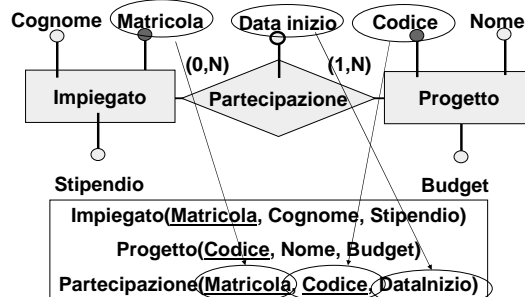 Cognome Matricola Data inizio Codice Nome
(0,N) (1,N)
Impiegato Partecipazione Progetto
Stipendio Budget
Impiegato(Matricola, Cognome, Stipendio)
Progetto(Codice, Nome, Budget)
Partecipazione(Matricola, Codice, DataInizio)